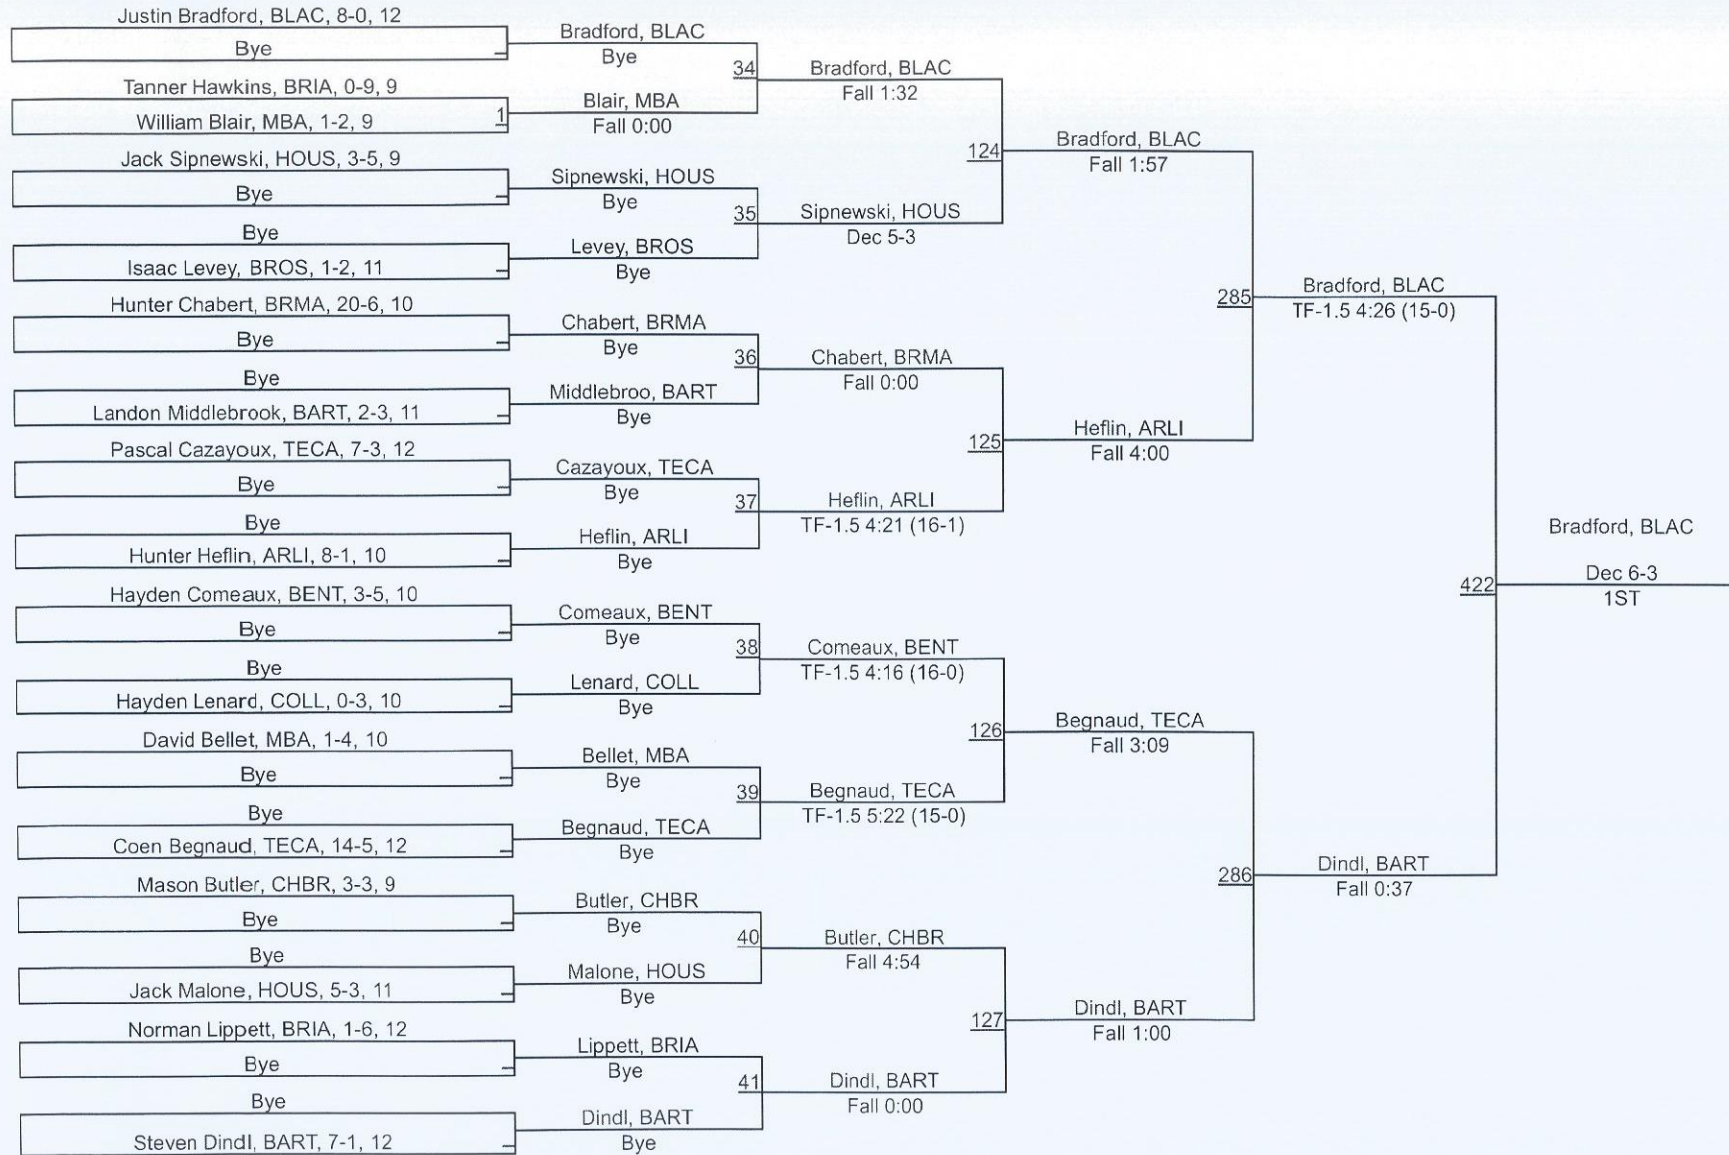 Justin Bradford, BLAC, 8-0, 12
Bye
Tanner Hawkins, BRIA, 0-9, 9
William Blair, MBA, 1-2, 9
1
Jack Sipnewski, HOUS, 3-5, 9
Bye
Bye
Isaac Levey, BROS, 1-2, 11
Hunter Chabert, BRMA, 20-6, 10
Bye
Bye
Landon Middlebrook, BART, 2-3, 11
Pascal Cazayoux, TECA, 7-3, 12
Bye
Bye
Hunter Heflin, ARLI, 8-1, 10
Hayden Comeaux, BENT, 3-5, 10
Bye
Bye
Hayden Lenard, COLL, 0-3, 10
David Bellet, MBA, 1-4, 10
Bye
Bye
Coen Begnaud, TECA, 14-5, 12
Mason Butler, CHBR, 3-3, 9
Bye
Bye
Jack Malone, HOUS, 5-3, 11
Norman Lippett, BRIA, 1-6, 12
Bye
Bye
Steven Dindl, BART, 7-1, 12
Bradford, BLAC
Bye
34
Blair, MBA
Fall 0:00
Sipnewski, HOUS
Bye
35
Levey, BROS
Bye
Chabert, BRMA
Bye
36
Middlebroo, BART
Bye
Cazayoux, TECA
Bye
37
Heflin, ARLI
Bye
Comeaux, BENT
Bye
38
Lenard, COLL
Bye
Bellet, MBA
Bye
39
Begnaud, TECA
Bye
Butler, CHBR
Bye
40
Malone, HOUS
Bye
Lippett, BRIA
Bye
41
Dindl, BART
Bye
Bradford, BLAC
Fall 1:32
124
Sipnewski, HOUS
Dec 5-3
Chabert, BRMA
Fall 0:00
125
Heflin, ARLI
TF-1.5 4:21 (16-1)
Comeaux, BENT
TF-1.5 4:16 (16-0)
126
Begnaud, TECA
TF-1.5 5:22 (15-0)
Butler, CHBR
Fall 4:54
127
Dindl, BART
Fall 0:00
Bradford, BLAC
Fall 1:57
285
Heflin, ARLI
Fall 4:00
Begnaud, TECA
Fall 3:09
286
Dindl, BART
Fall 1:00
Bradford, BLAC
TF-1.5 4:26 (15-0)
422
Dindl, BART
Fall 0:37
Bradford, BLAC
Dec 6-3
1ST